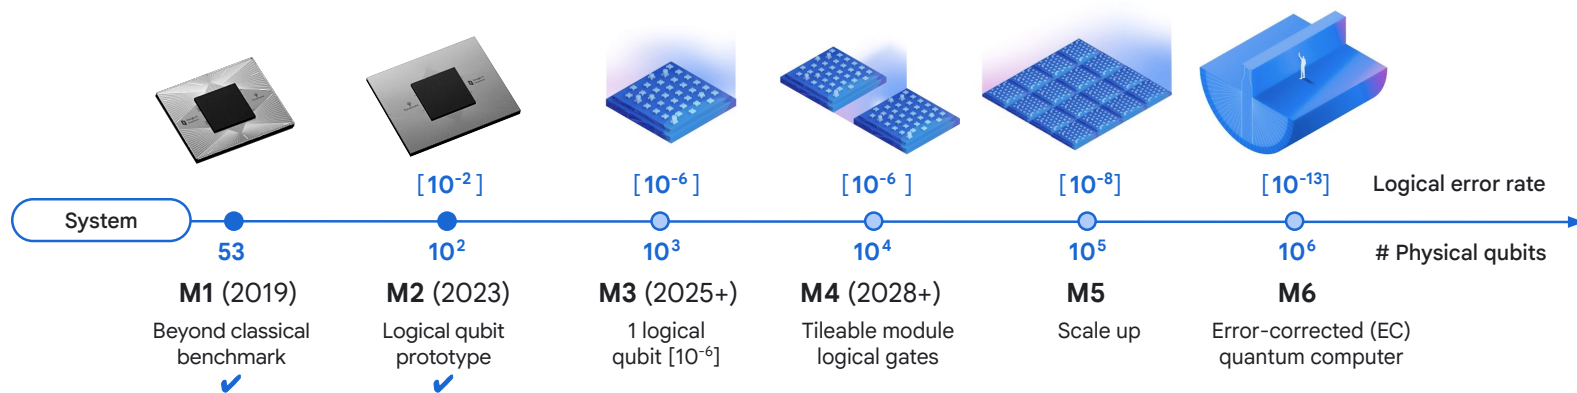 [10⁻²]
[10⁻⁶]
[10⁻⁶ ]
[10⁻⁸]
[10⁻¹³]
Logical error rate
System
53
10²
10³
10⁴
10⁵
10⁶
# Physical qubits
M1 (2019)
M2 (2023)
M3 (2025+)
M4 (2028+)
M5
M6
Beyond classical
benchmark
✔
Logical qubit
prototype
✔
1 logical
qubit [10⁻⁶]
Tileable module
logical gates
Scale up
Error-corrected (EC)
quantum computer